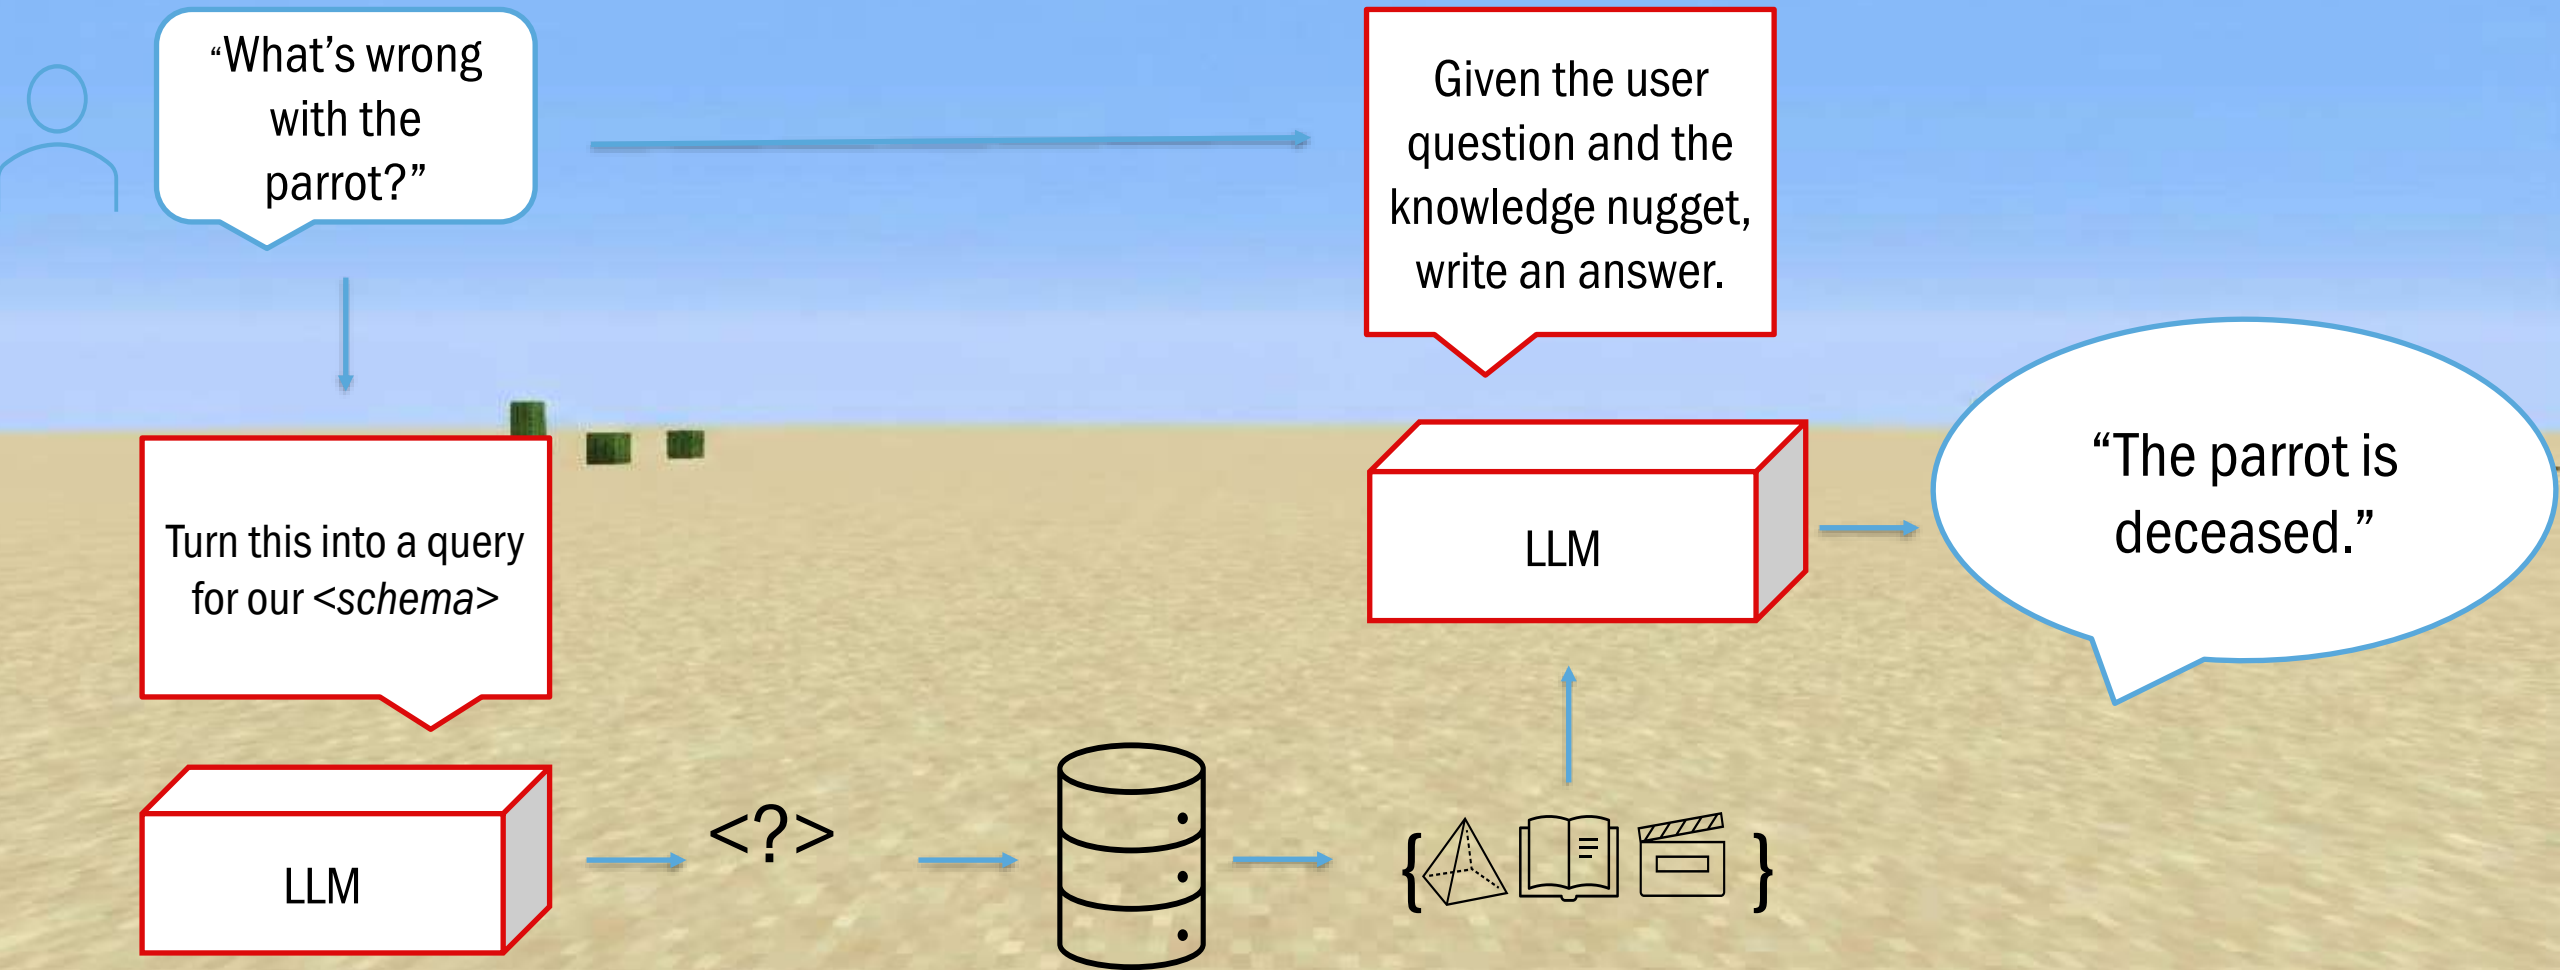 “What’s wrong
with the
parrot?”
Given the user
question and the
knowledge nugget,
write an answer.
Turn this into a query
for our <schema>
LLM
“The parrot is
deceased.”
LLM
<?>
{ }